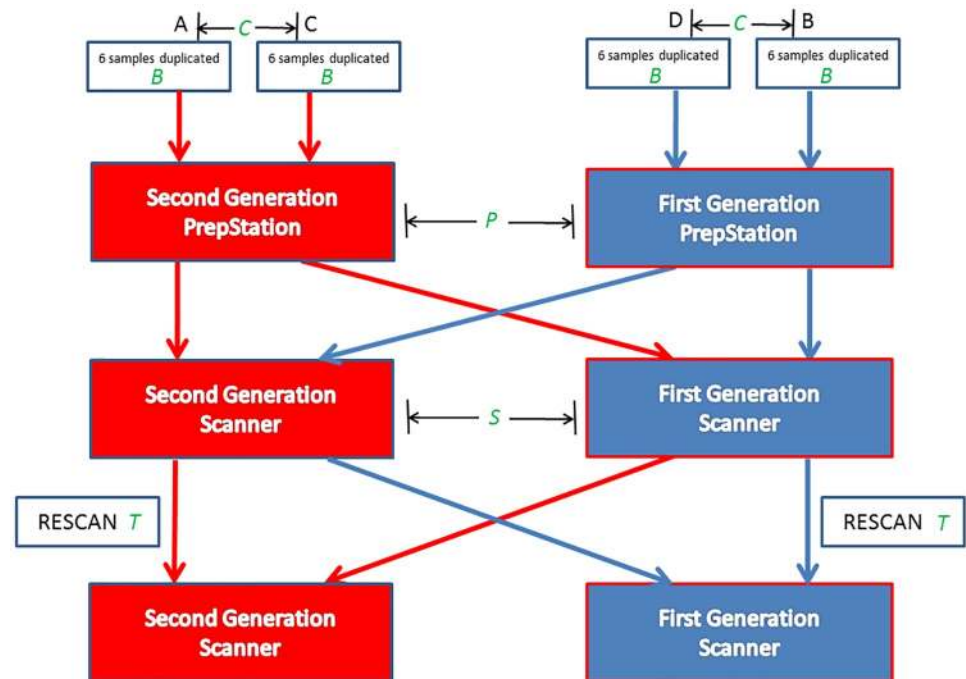 A C C D C B
6 samples duplicated 6 samples duplicated 6 samples duplicated 6 samples duplicated
B B B B
Second Generation
PrepStation
P
First Generation
PrepStation
Second Generation
Scanner
S
First Generation
Scanner
RESCAN T
RESCAN T
Second Generation
Scanner
First Generation
Scanner